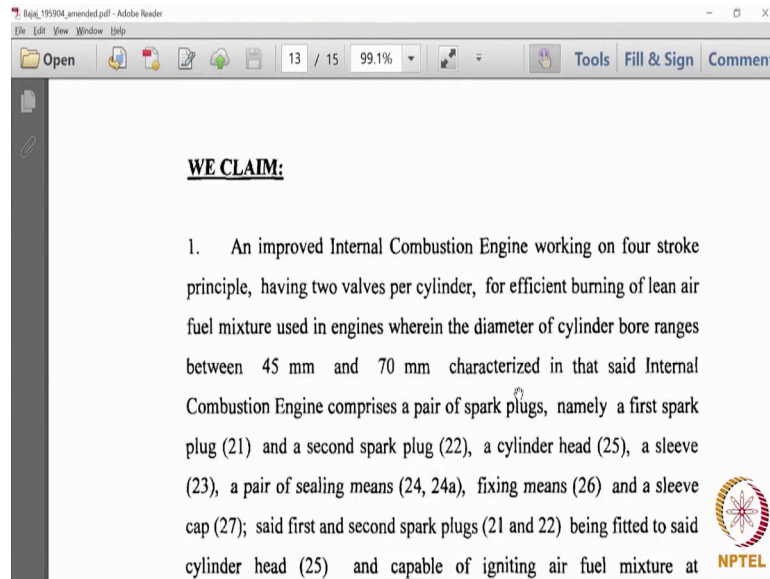 Bajaj_195904_amended.pdf - Adobe Reader
File Edit View Window Help
Open 13 / 15 99.1% Tools Fill & Sign Comment
WE CLAIM:
1. An improved Internal Combustion Engine working on four stroke
principle, having two valves per cylinder, for efficient burning of lean air
fuel mixture used in engines wherein the diameter of cylinder bore ranges
between 45 mm and 70 mm characterized in that said Internal
Combustion Engine comprises a pair of spark plugs, namely a first spark
plug (21) and a second spark plug (22), a cylinder head (25), a sleeve
(23), a pair of sealing means (24, 24a), fixing means (26) and a sleeve
cap (27); said first and second spark plugs (21 and 22) being fitted to said
cylinder head (25) and capable of igniting air fuel mixture at
NPTEL